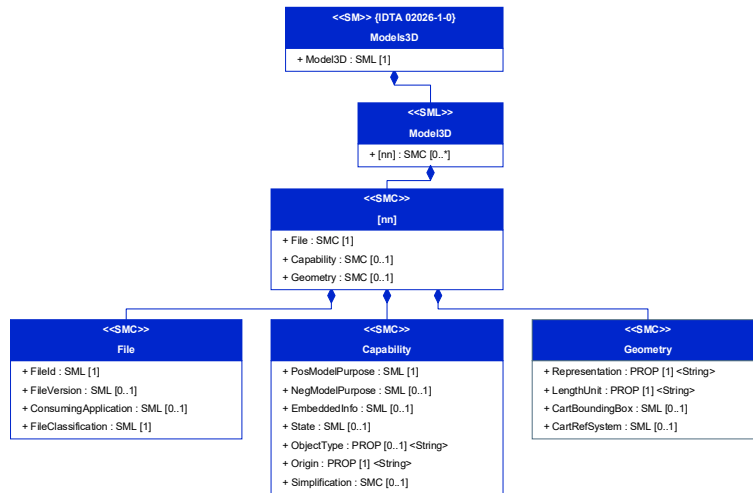 <<SM>> {IDTA 02026-1-0}
Models3D
+ Model3D : SML [1]
<<SML>>
Model3D
+ [nn] : SMC [0..*]
<<SMC>>
[nn]
+ File : SMC [1]
+ Capability : SMC [0..1]
+ Geometry : SMC [0..1]
<<SMC>>
File
+ FileId : SML [1]
+ FileVersion : SML [0..1]
+ ConsumingApplication : SML [0..1]
+ FileClassification : SML [1]
<<SMC>>
Capability
+ PosModelPurpose : SML [1]
+ NegModelPurpose : SML [0..1]
+ EmbeddedInfo : SML [0..1]
+ State : SML [0..1]
+ ObjectType : PROP [0..1] <String>
+ Origin : PROP [1] <String>
+ Simplification : SMC [0..1]
<<SMC>>
Geometry
+ Representation : PROP [1] <String>
+ LengthUnit : PROP [1] <String>
+ CartBoundingBox : SML [0..1]
+ CartRefSystem : SML [0..1]